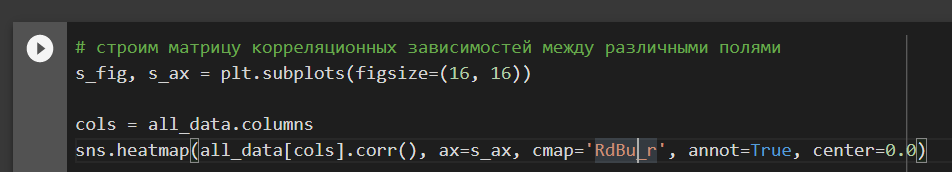 # строим матрицу корреляционных зависимостей между различными полями
s_fig, s_ax = plt.subplots(figsize=(16, 16))
cols = all_data.columns
sns.heatmap(all_data[cols].corr(), ax=s_ax, cmap='RdBu_r', annot=True, center=0.0)